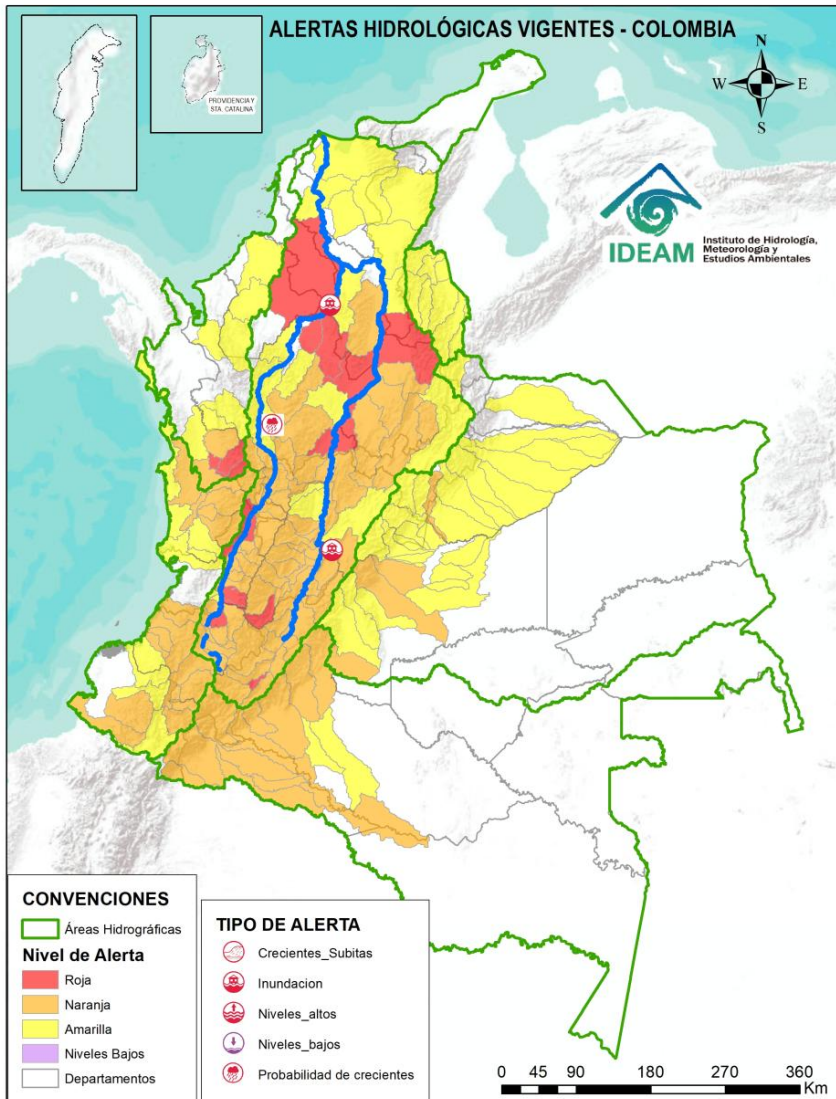 ALERTAS HIDROLÓGICAS VIGENTES - COLOMBIA
N
W
E
S
PROVIDENCIA Y
STA. CATALINA
IDEAM
Instituto de Hidrología,
Meteorología y
Estudios Ambientales
CONVENCIONES
Áreas Hidrográficas
Nivel de Alerta
Roja
Naranja
Amarilla
Niveles Bajos
Departamentos
TIPO DE ALERTA
Crecientes_Subitas
Inundacion
Niveles_altos
Niveles_bajos
Probabilidad de crecientes
0 45 90 180 270 360
Km